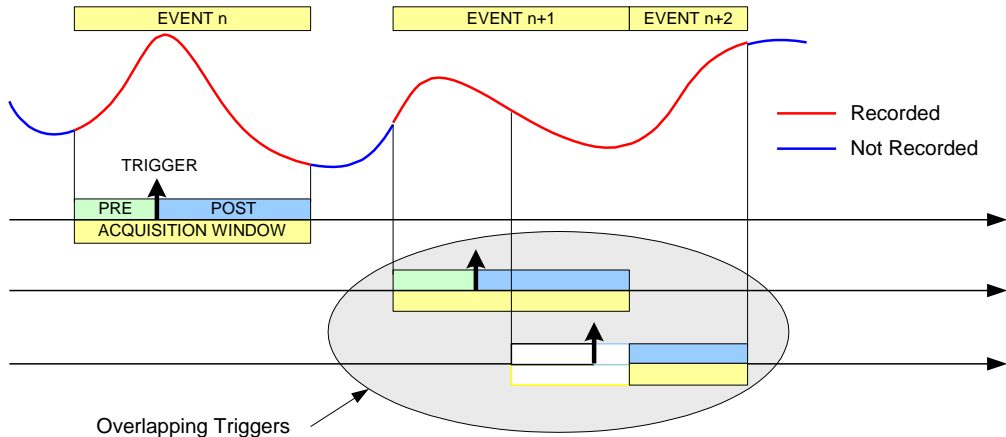 EVENT n
EVENT n+1
EVENT n+2
Recorded
Not Recorded
TRIGGER
PRE
POST
ACQUISITION WINDOW
Overlapping Triggers